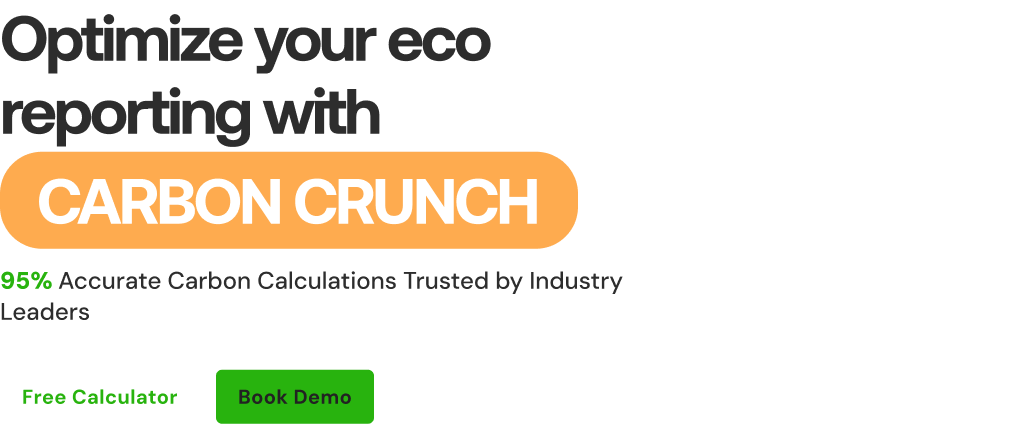 Optimize your eco
reporting with
CARBON CRUNCH
95% Accurate Carbon Calculations Trusted by Industry
Leaders
Free Calculator Book Demo